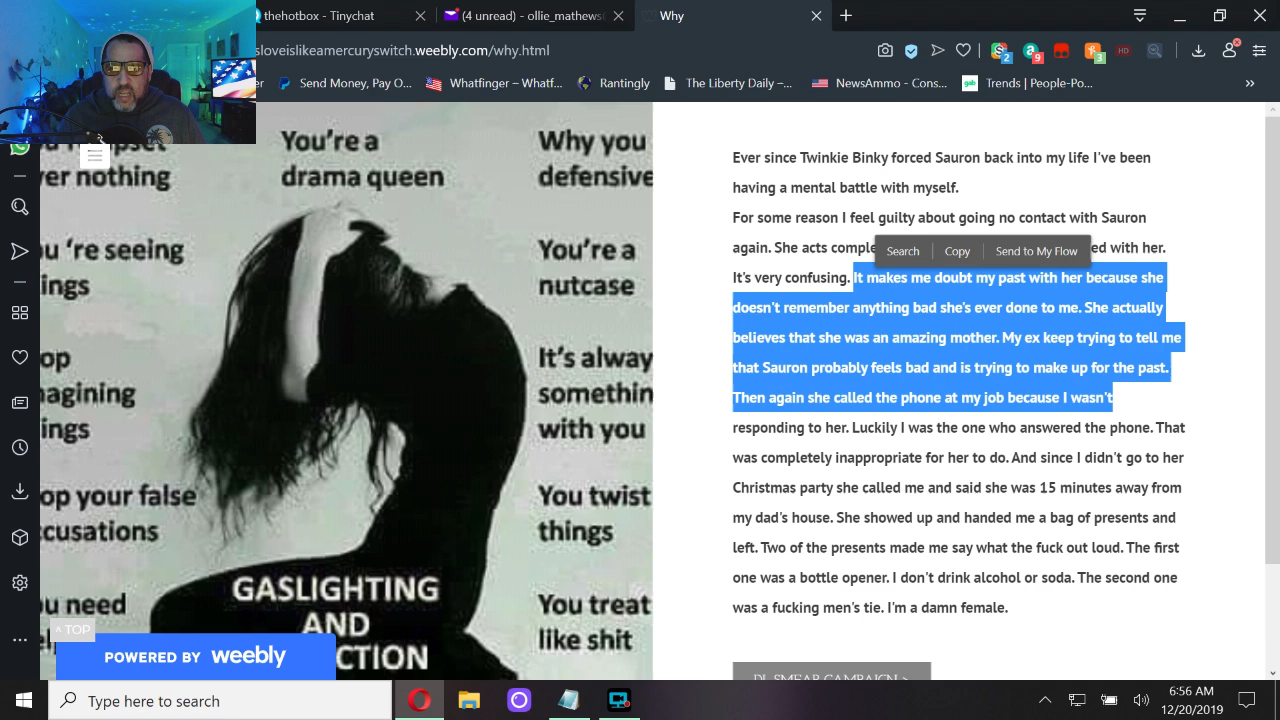 thehotbox - Tinychat
(4 unread) - ollie_mathews
Why
sloveislikeamercuryswitch.weebly.com/why.html
2
9
HD
3
er
Send Money, Pay O...
Whatfinger – Whatf...
Rantingly
The Liberty Daily –...
NewsAmmo - Cons...
gab
Trends | People-Po...
»
er nothing
You're a
drama queen
Why you
defensive
u 're seeing
ings
You're a
nutcase
op
agining
ings
It's alway
somethin
with you
op your false
cusations
You twist
things
GASLIGHTING
AND
CTION
u need
You treat
like shit
^ TOP
POWERED BY weebly
Ever since Twinkie Binky forced Sauron back into my life I've been
having a mental battle with myself.
For some reason I feel guilty about going no contact with Sauron
again. She acts comple
ed with her.
Search
Copy
Send to My Flow
It's very confusing. It makes me doubt my past with her because she
doesn't remember anything bad she's ever done to me. She actually
believes that she was an amazing mother. My ex keep trying to tell me
that Sauron probably feels bad and is trying to make up for the past.
Then again she called the phone at my job because I wasn't
responding to her. Luckily I was the one who answered the phone. That
was completely inappropriate for her to do. And since I didn't go to her
Christmas party she called me and said she was 15 minutes away from
my dad's house. She showed up and handed me a bag of presents and
left. Two of the presents made me say what the fuck out loud. The first
one was a bottle opener. I don't drink alcohol or soda. The second one
was a fucking men's tie. I'm a damn female.
DL SMEAR CAMPAIGN >
Type here to search
6:56 AM
12/20/2019